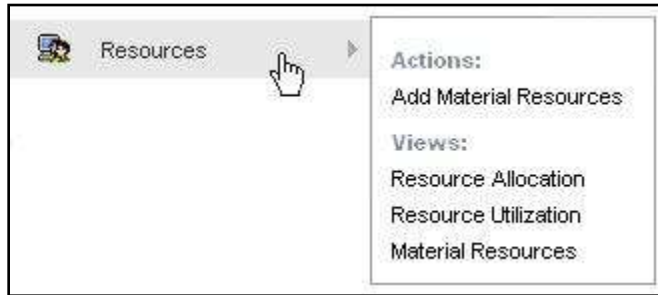 Resources
Actions:
Add Material Resources
Views:
Resource Allocation
Resource Utilization
Material Resources